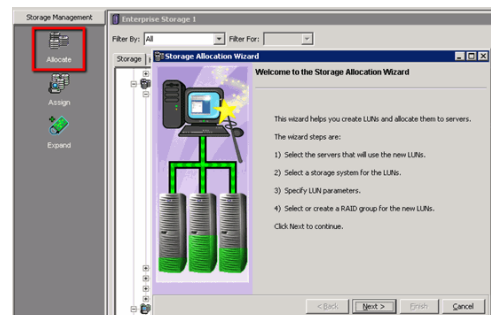 Storage Management
Enterprise Storage 1
Filter By: All
Filter For:
Allocate
Storage
Storage Allocation Wizard
Welcome to the Storage Allocation Wizard
Assign
This wizard helps you create LUNs and allocate them to servers.
The wizard steps are:
Expand
1) Select the servers that will use the new LUNs.
2) Select a storage system for the LUNs.
3) Specify LUN parameters.
4) Select or create a RAID group for the new LUNs.
Click Next to continue.
< Back
Next >
Finish
Cancel